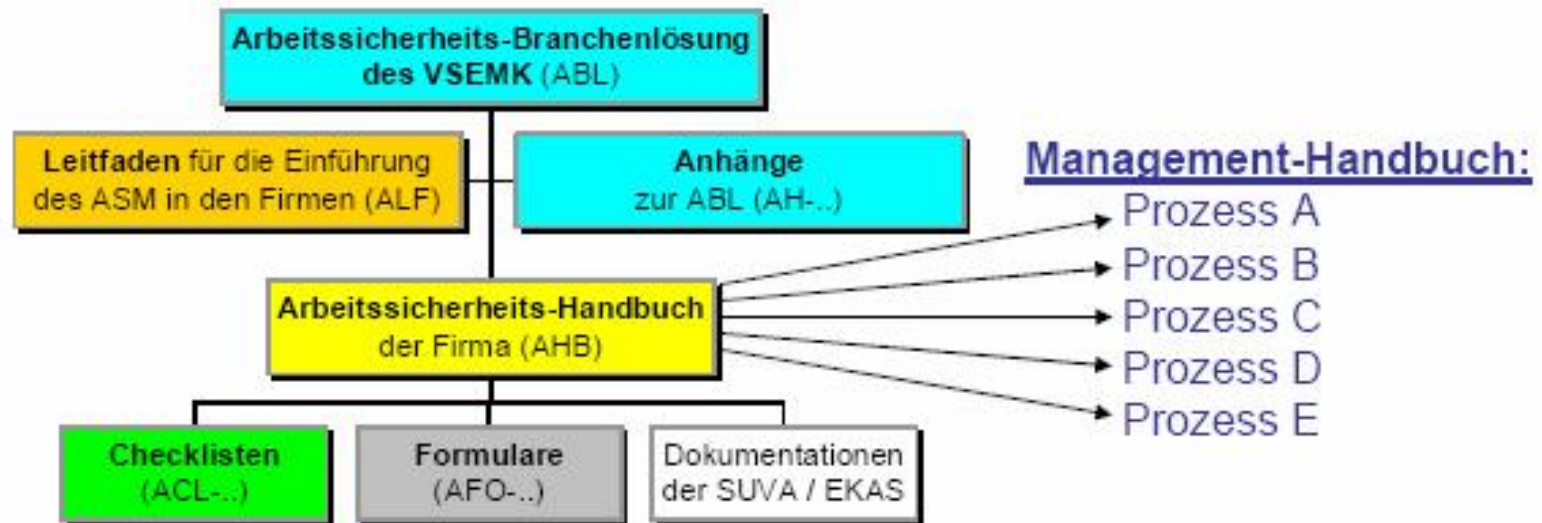 Arbeitssicherheits-Branchenlösung
des VSEMK (ABL)
Leitfaden für die Einführung
des ASM in den Firmen (ALF)
Anhänge
zur ABL (AH-..)
Arbeitssicherheits-Handbuch
der Firma (AHB)
Management-Handbuch:
Prozess A
Prozess B
Prozess C
Prozess D
Prozess E
Checklisten
(ACL-..)
Formulare
(AFO-..)
Dokumentationen
der SUVA / EKAS